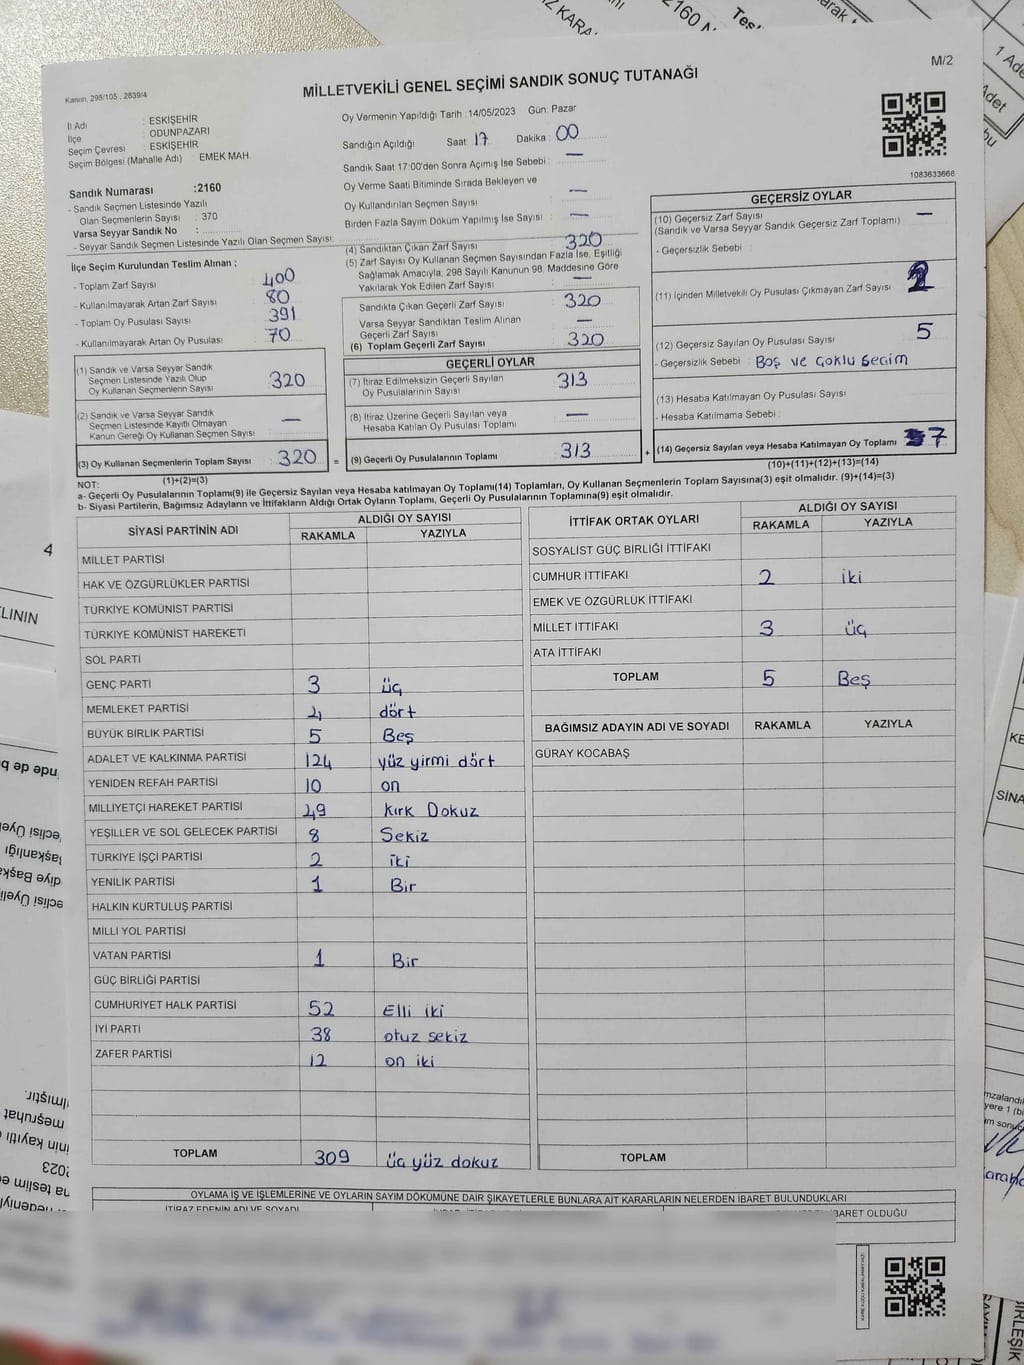 M/2
MİLLETVEKİLİ GENEL SEÇİMİ SANDIK SONUÇ TUTANAĞI
Kanun, 298/105 , 2839/4
İl Adı : ESKİŞEHİR
İlçe : ODUNPAZARI
Seçim Çevresi : ESKİŞEHİR
Seçim Bölgesi (Mahalle Adı) EMEK MAH
Sandık Numarası :2160
- Sandık Seçmen Listesinde Yazılı
Olan Seçmenlerin Sayısı : 370
Varsa Seyyar Sandık No :
- Seyyar Sandık Seçmen Listesinde Yazılı Olan Seçmen Sayısı:
Oy Vermenin Yapıldığı Tarih :14/05/2023 Gün: Pazar
Sandığın Açıldığı Saat: 17 Dakika : 00
Sandık Saat 17:00'den Sonra Açımış İse Sebebi : —
Oy Verme Saati Bitiminde Sırada Bekleyen ve
Oy Kullandırılan Seçmen Sayısı : —
Birden Fazla Sayım Döküm Yapılmış İse Sayısı : —
1083633668
İlçe Seçim Kurulundan Teslim Alınan :
- Toplam Zarf Sayısı : 400
- Kullanılmayarak Artan Zarf Sayısı : 80
- Toplam Oy Pusulası Sayısı : 391
- Kullanılmayarak Artan Oy Pusulası : 70
(1) Sandık ve Varsa Seyyar Sandık
Seçmen Listesinde Yazılı Olup
Oy Kullanan Seçmenlerin Sayısı : 320
(2) Sandık ve Varsa Seyyar Sandık
Seçmen Listesinde Kayıtlı Olmayan
Kanun Gereği Oy Kullanan Seçmen Sayısı : —
(3) Oy Kullanan Seçmenlerin Toplam Sayısı : 320 =
(1)+(2)=(3)
(4) Sandıktan Çıkan Zarf Sayısı : 320
(5) Zarf Sayısı Oy Kullanan Seçmen Sayısından Fazla İse, Eşitliği
Sağlamak Amacıyla, 298 Sayılı Kanunun 98. Maddesine Göre
Yakılarak Yok Edilen Zarf Sayısı : —
Sandıkta Çıkan Geçerli Zarf Sayısı : 320
Varsa Seyyar Sandıktan Teslim Alınan
Geçerli Zarf Sayısı : —
(6) Toplam Geçerli Zarf Sayısı : 320
GEÇERLİ OYLAR
(7) İtiraz Edilmeksizin Geçerli Sayılan
Oy Pusulalarının Sayısı : 313
(8) İtiraz Üzerine Geçerli Sayılan veya
Hesaba Katılan Oy Pusulası Toplamı : —
(9) Geçerli Oy Pusulalarının Toplamı : 313 +
GEÇERSİZ OYLAR
(10) Geçersiz Zarf Sayısı —
(Sandık ve Varsa Seyyar Sandık Geçersiz Zarf Toplamı) :
- Geçersizlik Sebebi :
(11) İçinden Milletvekili Oy Pusulası Çıkmayan Zarf Sayısı : 2
(12) Geçersiz Sayılan Oy Pusulası Sayısı : 5
- Geçersizlik Sebebi : Boş ve Çoklu seçim
(13) Hesaba Katılmayan Oy Pusulası Sayısı :
- Hesaba Katılmama Sebebi :
(14) Geçersiz Sayılan veya Hesaba Katılmayan Oy Toplamı : 7
(10)+(11)+(12)+(13)=(14)
NOT:
a- Geçerli Oy Pusulalarının Toplamı(9) ile Geçersiz Sayılan veya Hesaba katılmayan Oy Toplamı(14) Toplamları, Oy Kullanan Seçmenlerin Toplam Sayısına(3) eşit olmalıdır. (9)+(14)=(3)
b- Siyasi Partilerin, Bağımsız Adayların ve İttifakların Aldığı Ortak Oyların Toplamı, Geçerli Oy Pusulalarının Toplamına(9) eşit olmalıdır.
SİYASİ PARTİNİN ADI ALDIĞI OY SAYISI
RAKAMLA YAZIYLA
MİLLET PARTİSİ
HAK VE ÖZGÜRLÜKLER PARTİSİ
TÜRKİYE KOMÜNİST PARTİSİ
TÜRKİYE KOMÜNİST HAREKETİ
SOL PARTİ
GENÇ PARTİ 3 üç
MEMLEKET PARTİSİ 4 dört
BÜYÜK BİRLİK PARTİSİ 5 Beş
ADALET VE KALKINMA PARTİSİ 124 yüz yirmi dört
YENİDEN REFAH PARTİSİ 10 on
MİLLİYETÇİ HAREKET PARTİSİ 49 Kırk Dokuz
YEŞİLLER VE SOL GELECEK PARTİSİ 8 Sekiz
TÜRKİYE İŞÇİ PARTİSİ 2 iki
YENİLİK PARTİSİ 1 Bir
HALKIN KURTULUŞ PARTİSİ
MİLLİ YOL PARTİSİ
VATAN PARTİSİ 1 Bir
GÜÇ BİRLİĞİ PARTİSİ
CUMHURİYET HALK PARTİSİ 52 Elli iki
İYİ PARTİ 38 otuz sekiz
ZAFER PARTİSİ 12 on iki
TOPLAM 309 üç yüz dokuz
İTTİFAK ORTAK OYLARI ALDIĞI OY SAYISI
RAKAMLA YAZIYLA
SOSYALİST GÜÇ BİRLİĞİ İTTİFAKI
CUMHUR İTTİFAKI 2 iki
EMEK VE ÖZGÜRLÜK İTTİFAKI
MİLLET İTTİFAKI 3 üç
ATA İTTİFAKI
TOPLAM 5 Beş
BAĞIMSIZ ADAYIN ADI VE SOYADI RAKAMLA YAZIYLA
GÜRAY KOCABAŞ
TOPLAM
OYLAMA İŞ VE İŞLEMLERİNE VE OYLARIN SAYIM DÖKÜMÜNE DAİR ŞİKAYETLERLE BUNLARA AİT KARARLARIN NELERDEN İBARET BULUNDUKLARI
İTİRAZ EDENİN ADI VE SOYADI
İBARET OLDUĞU